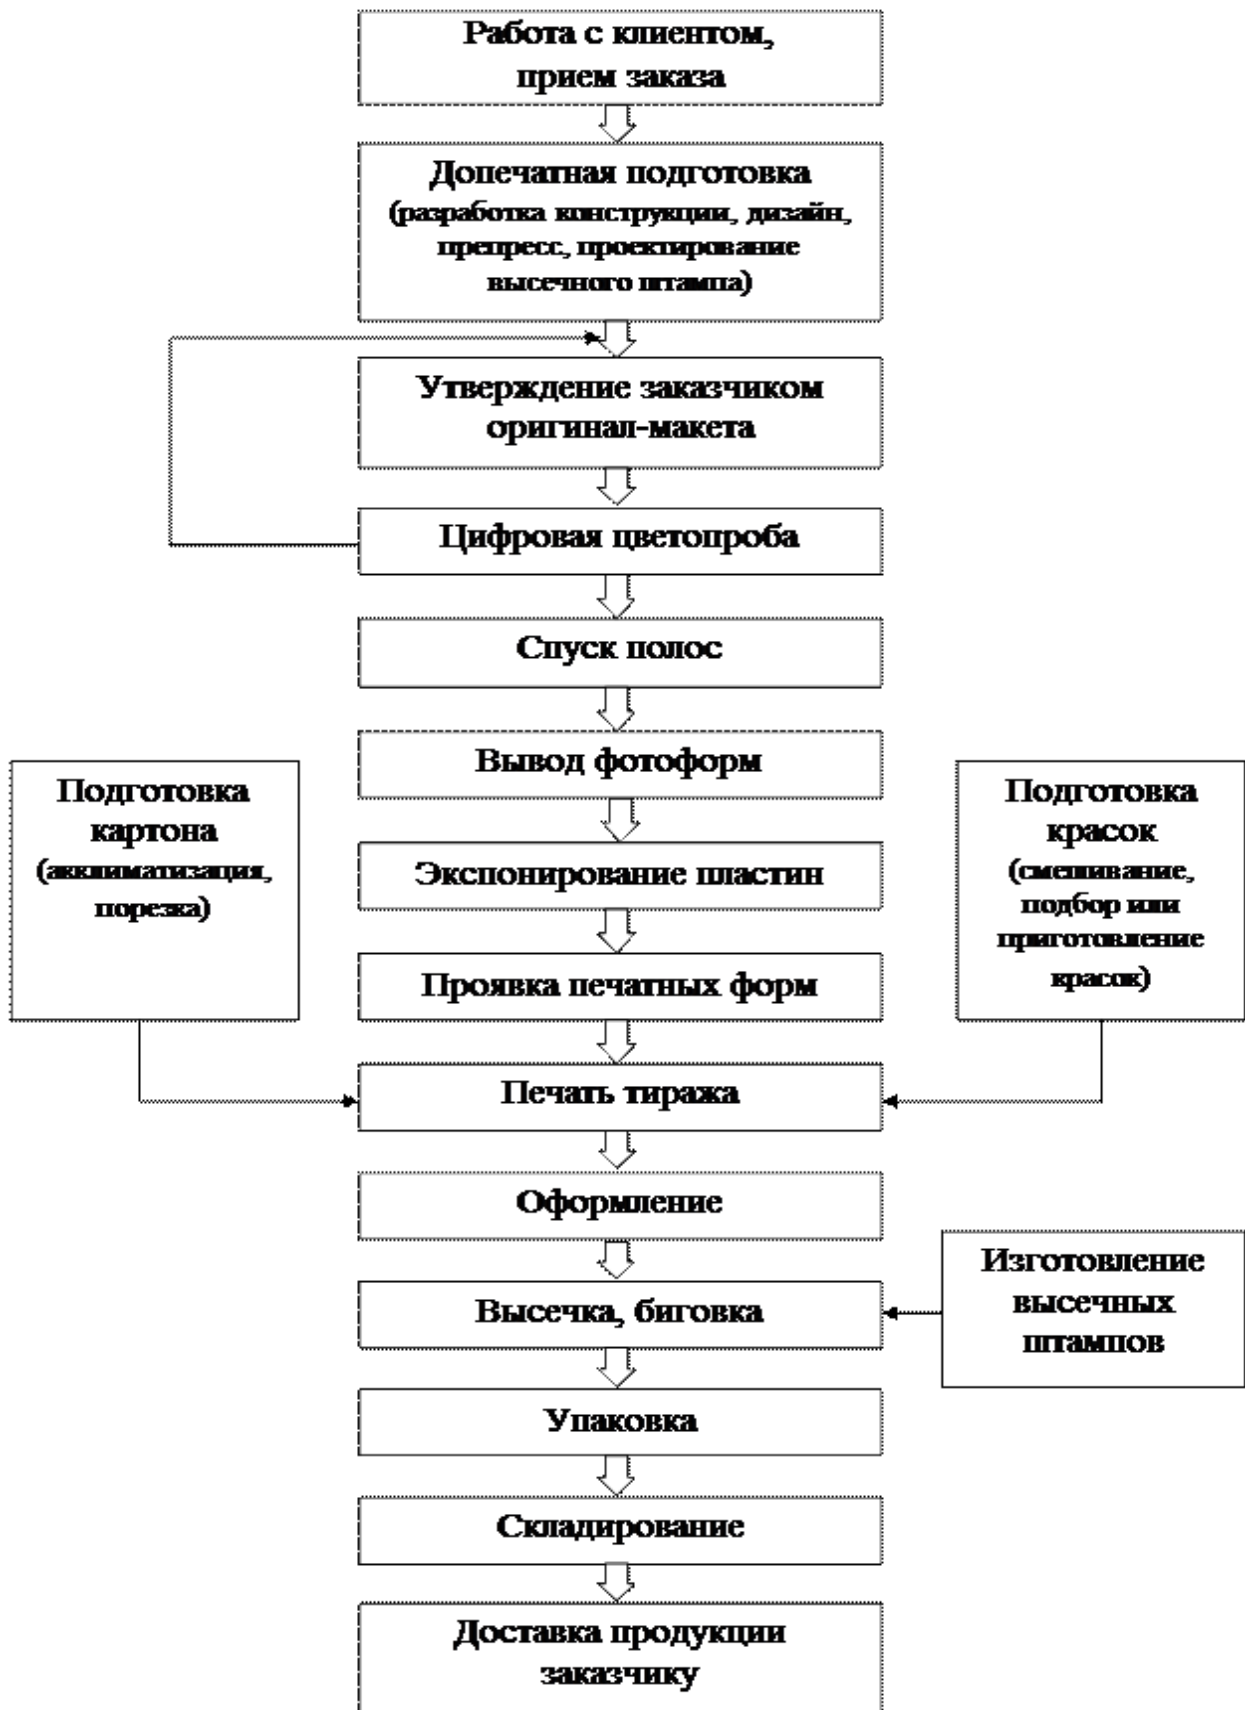 Работа с клиентом,
прием заказа
Допечатная подготовка
(разработка конструкции, дизайн,
препресс, проектирование
высечного штампа)
Утверждение заказчиком
оригинал-макета
Цифровая цветопроба
Спуск полос
Вывод фотоформ
Подготовка
картона
(акклиматизация,
порезка)
Подготовка
красок
(смешивание,
подбор или
приготовление
красок)
Экспонирование пластин
Проявка печатных форм
Печать тиража
Оформление
Высечка, биговка
Изготовление
высечных
штампов
Упаковка
Складирование
Доставка продукции
заказчику